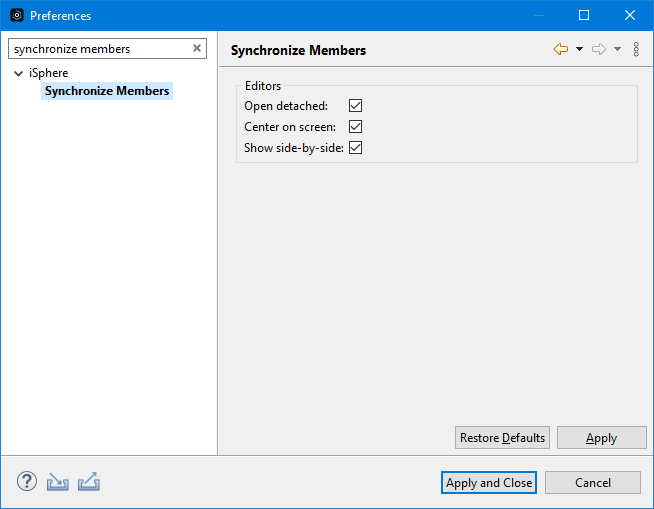 Preferences
synchronize members
Synchronize Members
iSphere
Synchronize Members
Editors
Open detached:
Center on screen:
Show side-by-side:
Restore Defaults
Apply
Apply and Close
Cancel